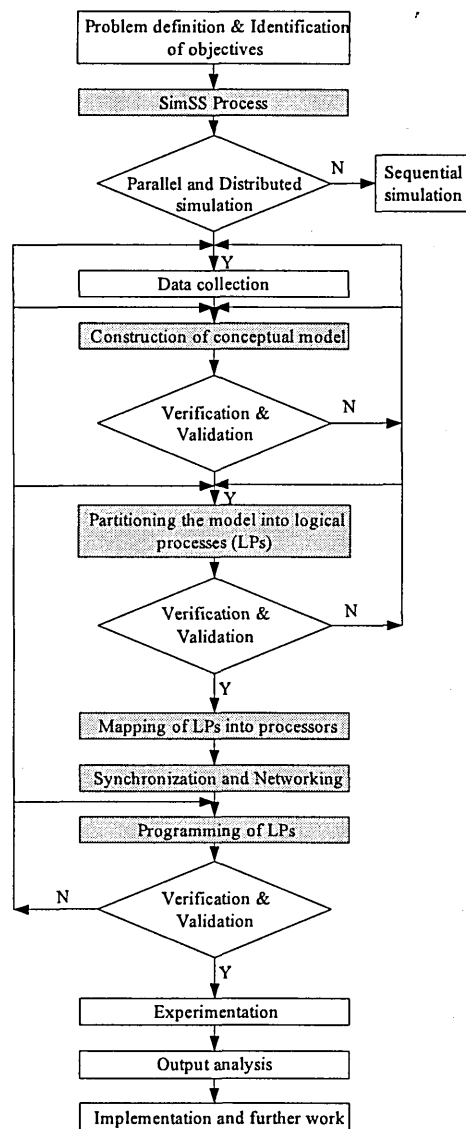 Problem definition & Identification
of objectives
SimSS Process
Parallel and Distributed
simulation
N
Sequential
simulation
Y
Data collection
Construction of conceptual model
Verification &
Validation
N
Y
Partitioning the model into logical
processes (LPs)
Verification &
Validation
N
Y
Mapping of LPs into processors
Synchronization and Networking
Programming of LPs
Verification &
Validation
N
Y
Experimentation
Output analysis
Implementation and further work